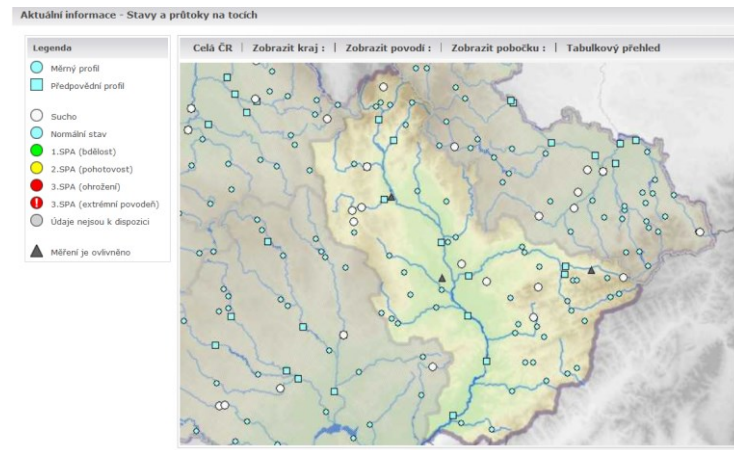 Aktuální informace - Stavy a průtoky na tocích
Legenda
Měrný profil
Předpovědní profil
Sucho
Normální stav
1.SPA (bdělost)
2.SPA (pohotovost)
3.SPA (ohrožení)
3.SPA (extrémní povodeň)
Údaje nejsou k dispozici
Měření je ovlivněno
Celá ČR | Zobrazit kraj : | Zobrazit povodí : | Zobrazit pobočku : | Tabulkový přehled